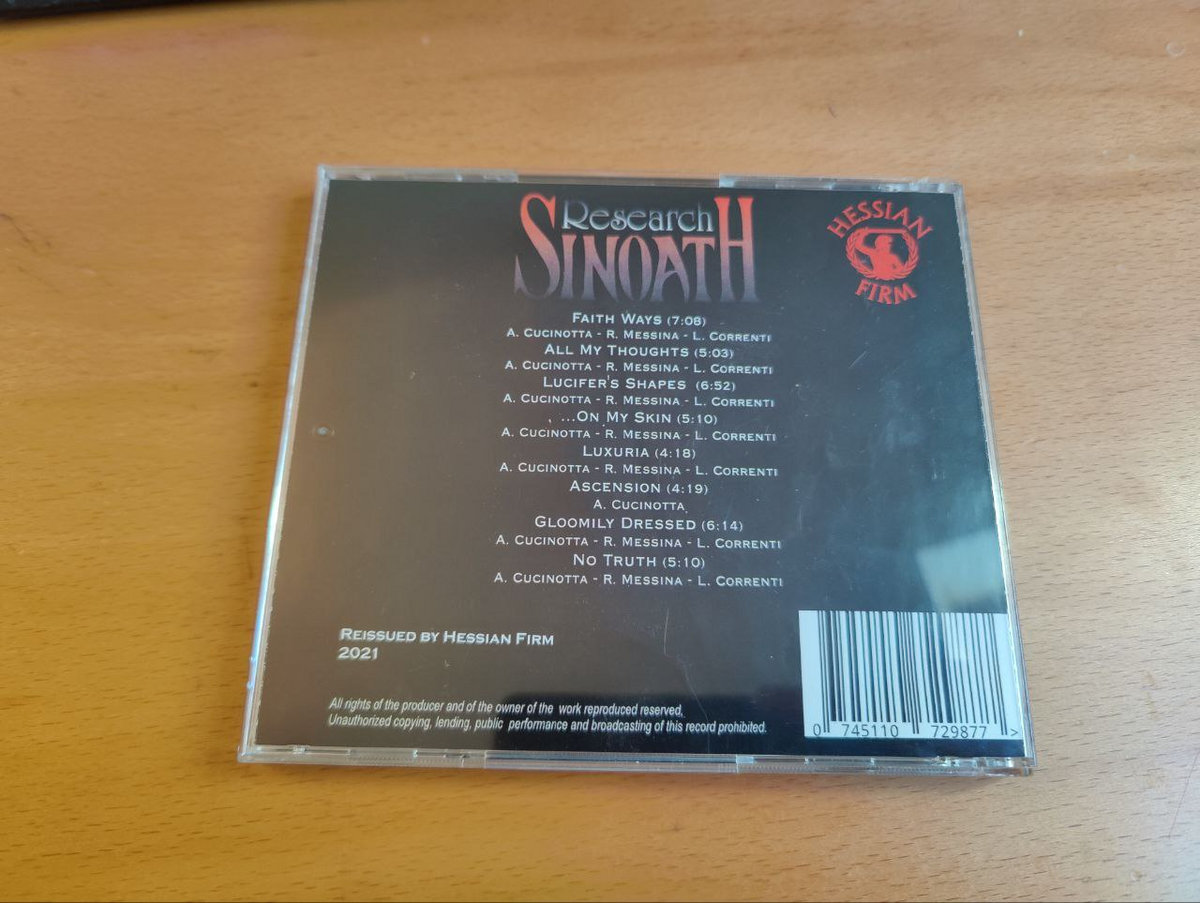 Research
SINOATH
HESSIAN
FIRM
FAITH WAYS (7:08)
A. CUCINOTTA - R. MESSINA - L. CORRENTI
ALL MY THOUGHTS (5:03)
A. CUCINOTTA - R. MESSINA - L. CORRENTI
LUCIFER'S SHAPES (6:52)
A. CUCINOTTA - R. MESSINA - L. CORRENTI
...ON MY SKIN (5:10)
A. CUCINOTTA - R. MESSINA - L. CORRENTI
LUXURIA (4:18)
A. CUCINOTTA - R. MESSINA - L. CORRENTI
ASCENSION (4:19)
A. CUCINOTTA
GLOOMILY DRESSED (6:14)
A. CUCINOTTA - R. MESSINA - L. CORRENTI
NO TRUTH (5:10)
A. CUCINOTTA - R. MESSINA - L. CORRENTI
REISSUED BY HESSIAN FIRM
2021
All rights of the producer and of the owner of the work reproduced reserved.
Unauthorized copying, lending, public performance and broadcasting of this record prohibited.
0 745110 729877 >